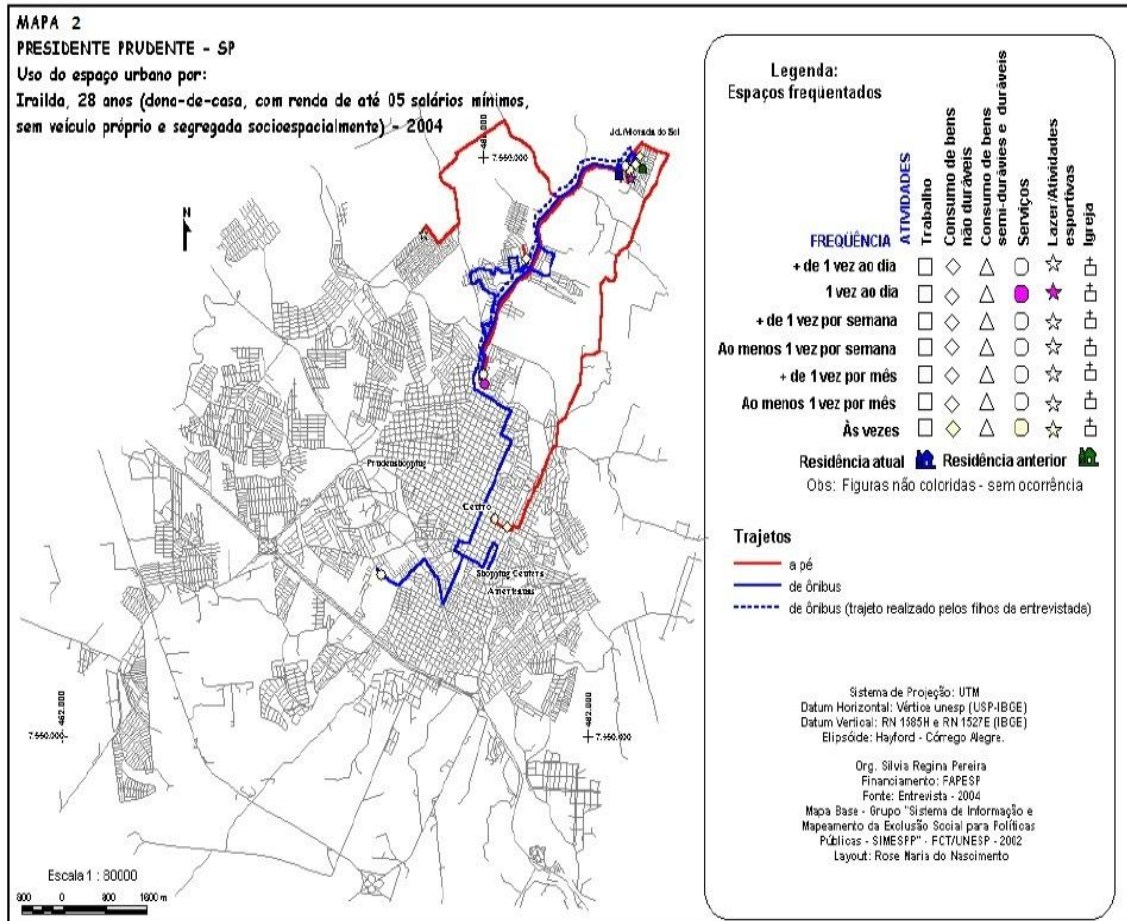 MAPA 2
PRESIDENTE PRUDENTE - SP
Uso do espaço urbano por:
Irailda, 28 anos (dona-de-casa, com renda de até 05 salários mínimos,
sem veículo próprio e segregada socioespacialmente) - 2004
Jd. Morada do Sol
7.560.000
N
Prudenshopping
Centro
Shopping Centers
Americanas
462.000
7.550.000
482.000
7.550.000
Escala 1 : 80000
800 0 800 1600 m
Legenda:
Espaços freqüentados
ATIVIDADES
Trabalho
Consumo de bens
não duráveis
Consumo de bens
semi-duráveis e duráveis
Serviços
Lazer/Atividades
esportivas
Igreja
FREQÜÊNCIA
+ de 1 vez ao dia
1 vez ao dia
+ de 1 vez por semana
Ao menos 1 vez por semana
+ de 1 vez por mês
Ao menos 1 vez por mês
Às vezes
Residência atual Residência anterior
Obs: Figuras não coloridas - sem ocorrência
Trajetos
a pé
de ônibus
de ônibus (trajeto realizado pelos filhos da entrevistada)
Sistema de Projeção: UTM
Datum Horizontal: Vértice unesp (USP-IBGE)
Datum Vertical: RN 1585H e RN 1527E (IBGE)
Elipsóide: Hayford - Córrego Alegre.
Org. Silvia Regina Pereira
Financiamento: FAPESP
Fonte: Entrevista - 2004
Mapa Base - Grupo "Sistema de Informação e
Mapeamento da Exclusão Social para Políticas
Públicas - SIMESPP" - FCT/UNESP - 2002
Layout: Rose Maria do Nascimento